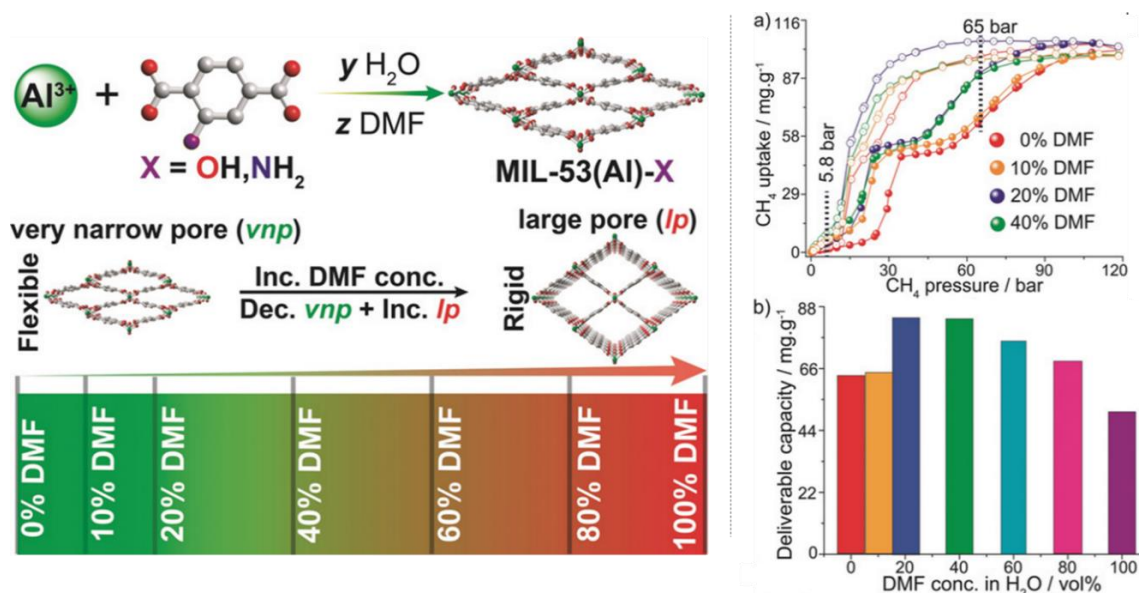 Al³⁺ + y H₂O
z DMF
X = OH,NH₂
MIL-53(Al)-X
very narrow pore (vnp)
large pore (lp)
Flexible
Inc. DMF conc.
Dec. vnp + Inc. lp
Rigid
0% DMF
10% DMF
20% DMF
40% DMF
60% DMF
80% DMF
100% DMF
a)
116
87
58
29
0
CH₄ uptake / mg.g⁻¹
5.8 bar
65 bar
0% DMF
10% DMF
20% DMF
40% DMF
0 30 60 90 120
CH₄ pressure / bar
b)
88
66
44
22
0
Deliverable capacity / mg.g⁻¹
0 20 40 60 80 100
DMF conc. in H₂O / vol%